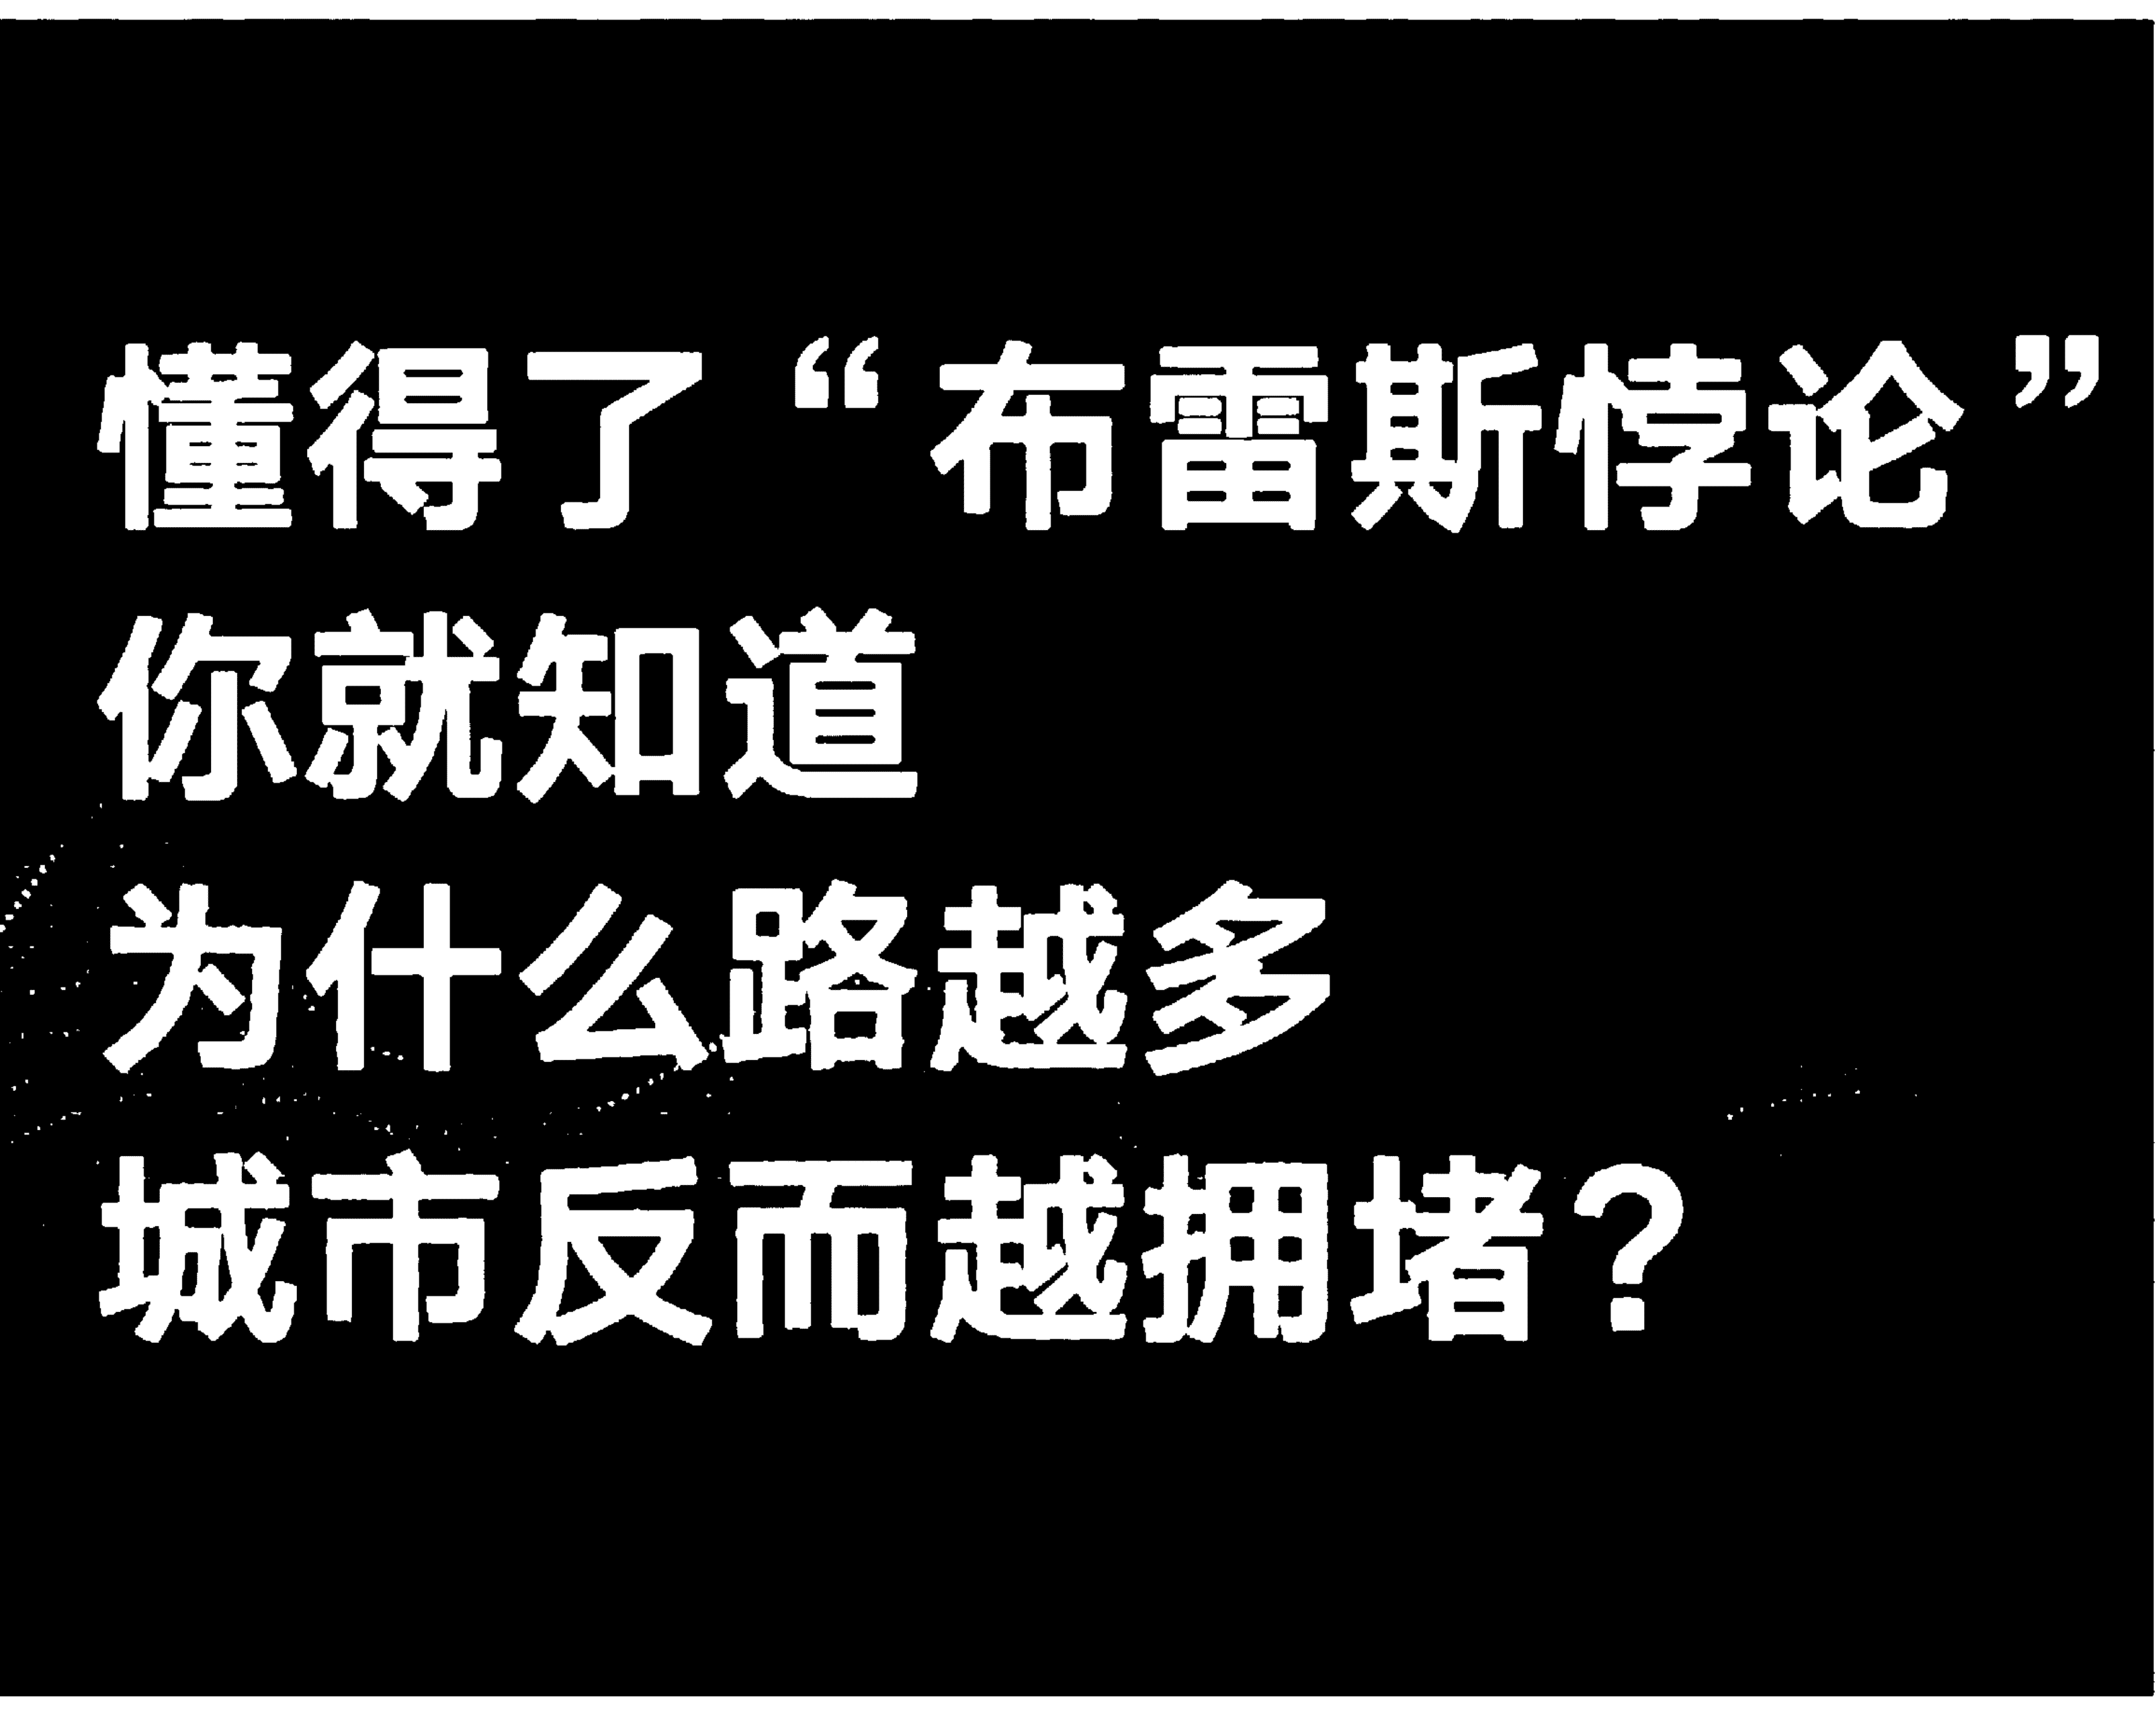 懂得了“布雷斯悖论”
你就知道
为什么路越多
城市反而越拥堵？